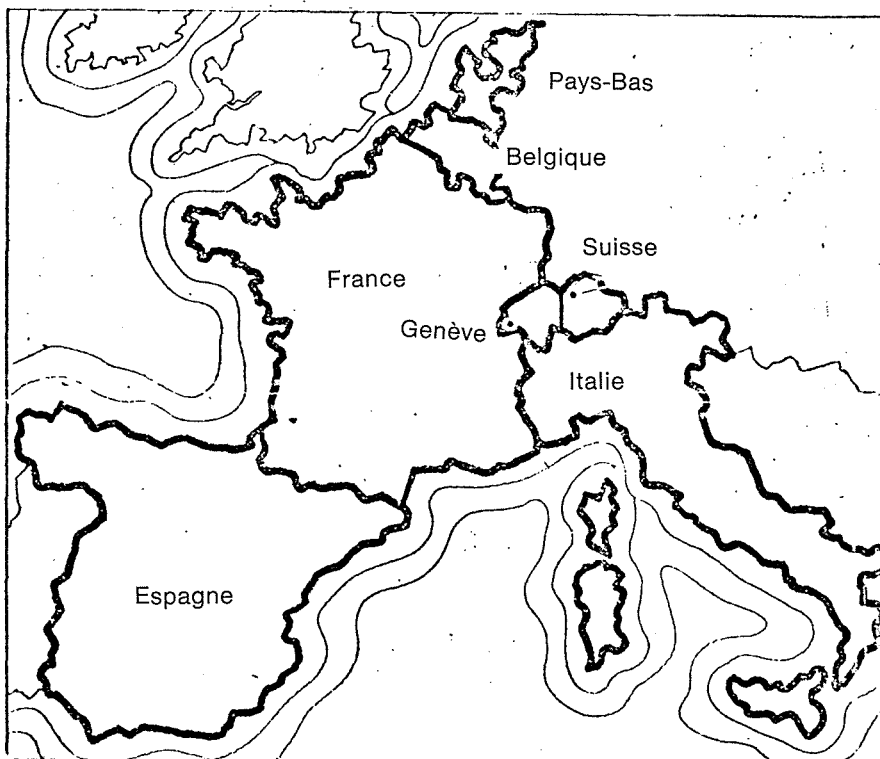 Pays-Bas
Belgique
Suisse
France
Genève
Italie
Espagne